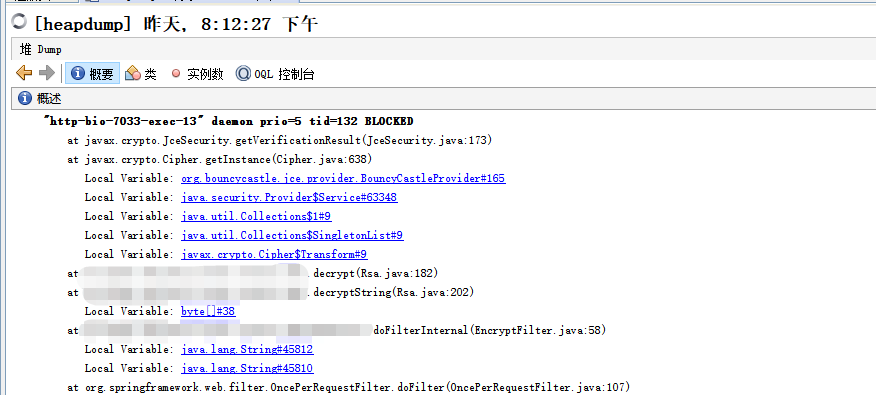 [heapdump] 昨天, 8:12:27 下午
堆 Dump
概要 类 实例数 OQL 控制台
概述
"http-bio-7033-exec-13" daemon prio=5 tid=132 BLOCKED
at javax.crypto.JceSecurity.getVerificationResult(JceSecurity.java:173)
at javax.crypto.Cipher.getInstance(Cipher.java:638)
Local Variable: org.bouncycastle.jce.provider.BouncyCastleProvider#165
Local Variable: java.security.Provider$Service#63348
Local Variable: java.util.Collections$1#9
Local Variable: java.util.Collections$SingletonList#9
Local Variable: javax.crypto.Cipher$Transform#9
at .decrypt(Rsa.java:182)
at .decryptString(Rsa.java:202)
Local Variable: byte[]#38
at doFilterInternal(EncryptFilter.java:58)
Local Variable: java.lang.String#45812
Local Variable: java.lang.String#45810
at org.springframework.web.filter.OncePerRequestFilter.doFilter(OncePerRequestFilter.java:107)